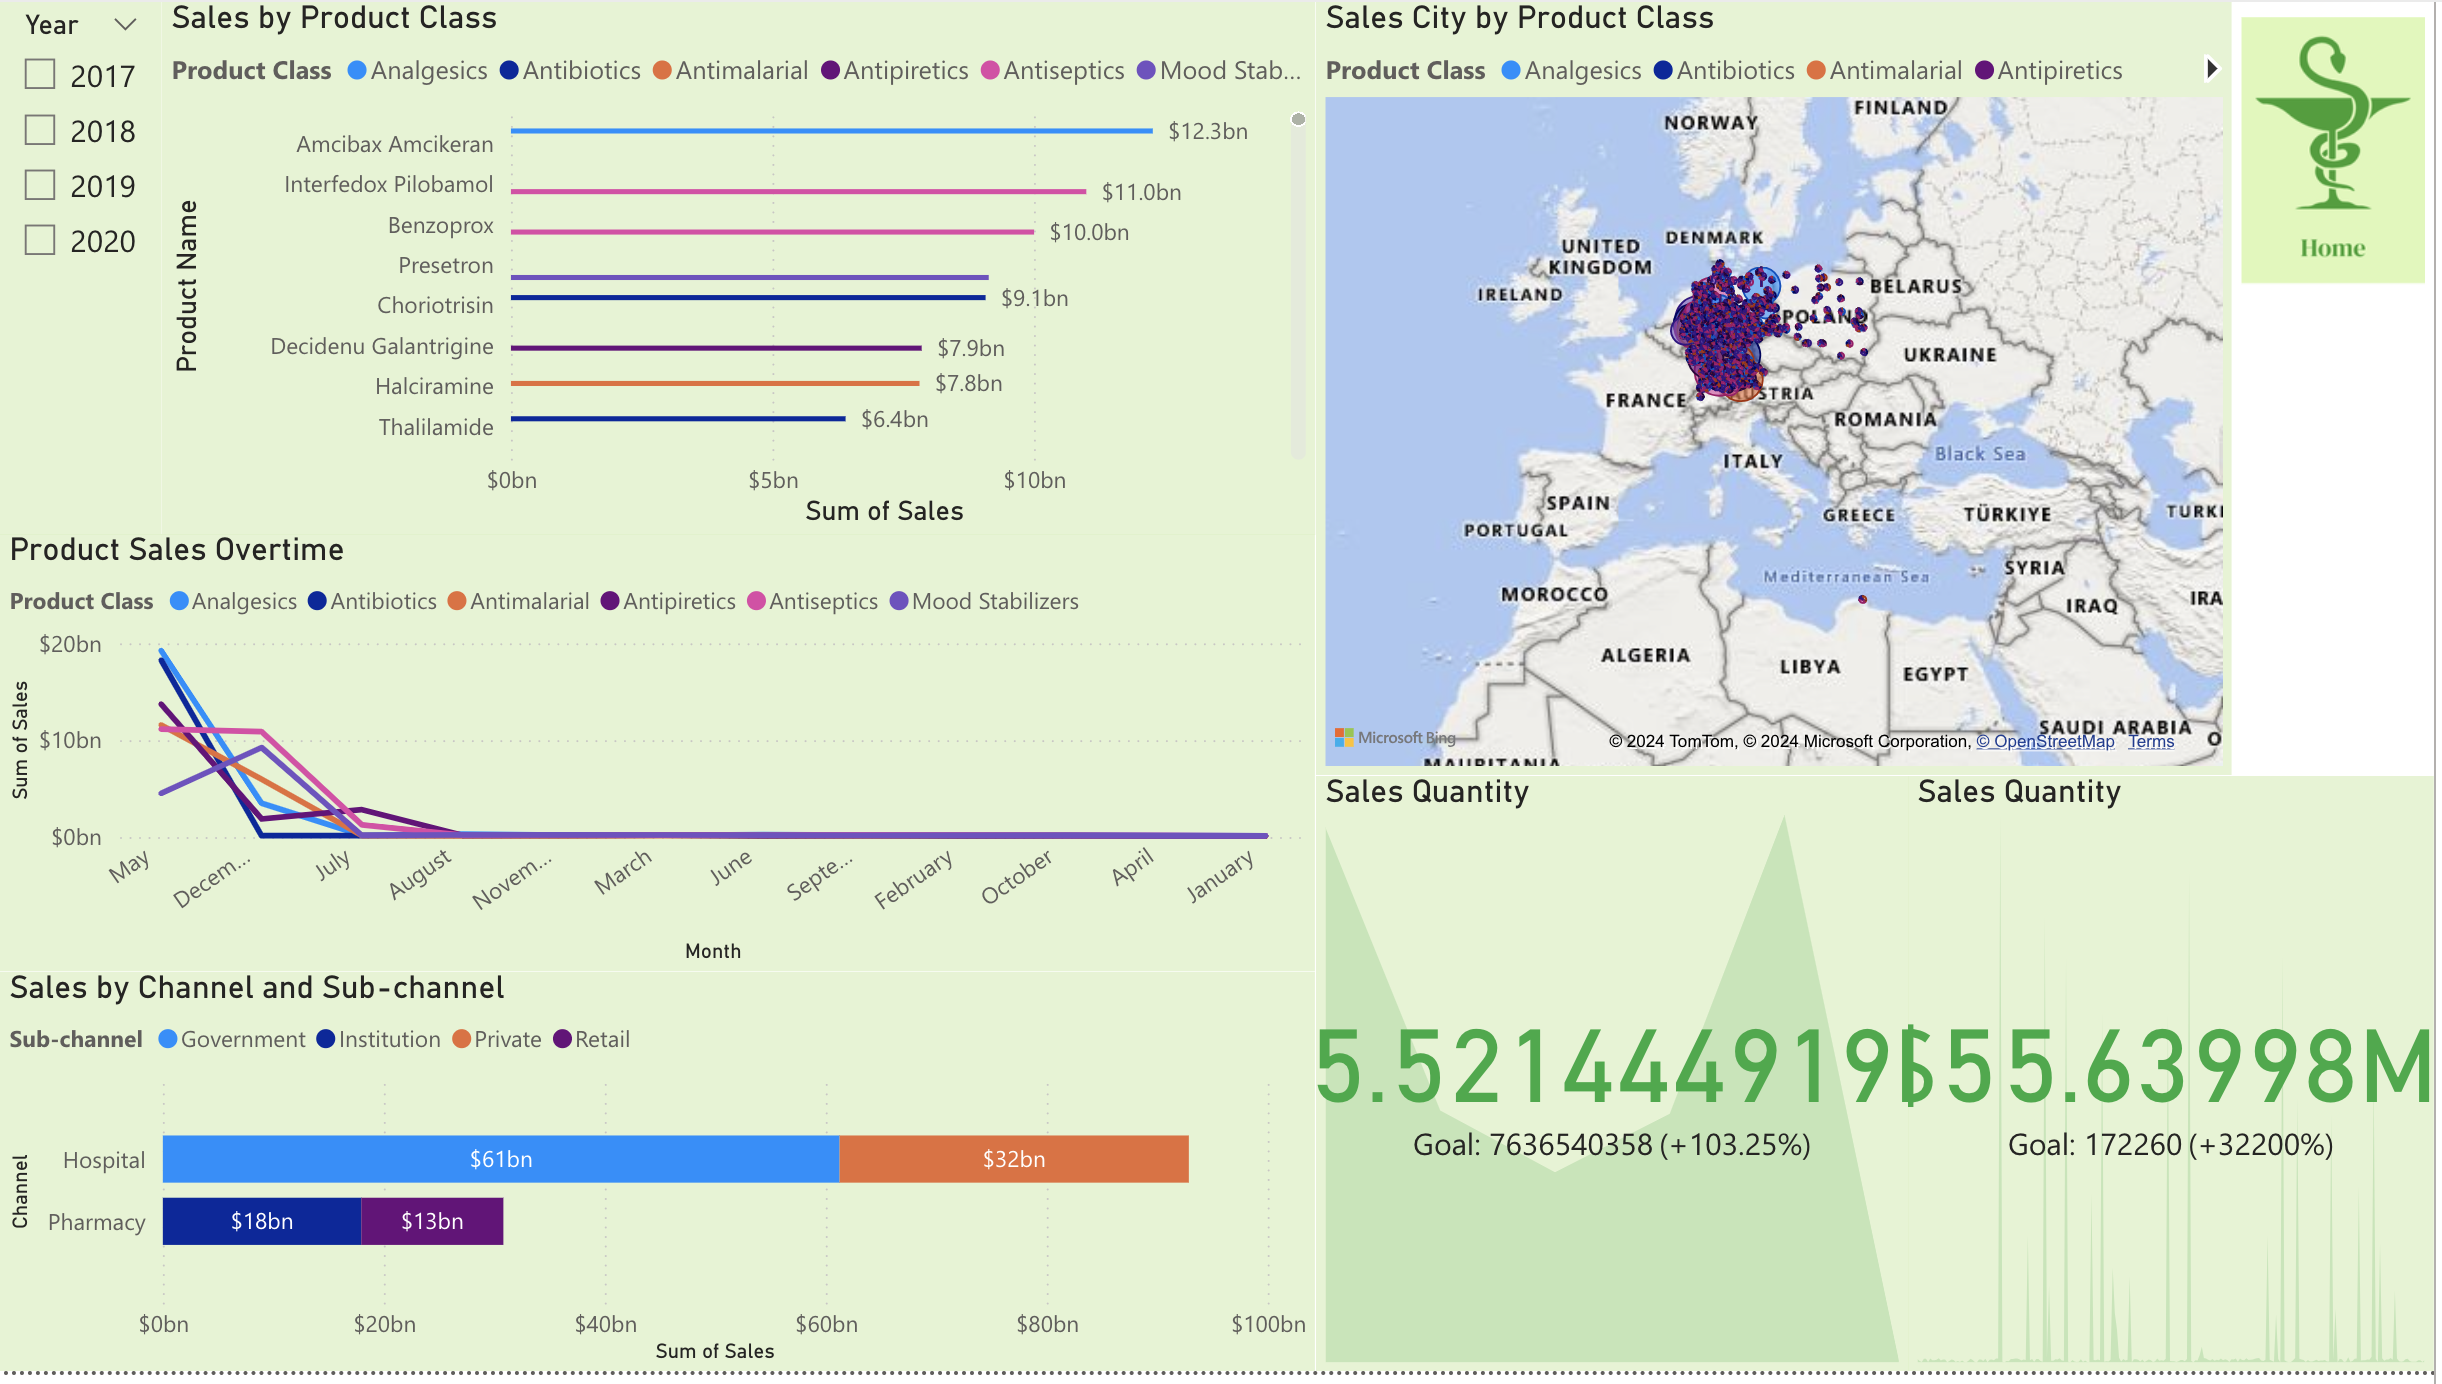 Year
2017
2018
2019
2020
Sales by Product Class
Product Class Analgesics Antibiotics Antimalarial Antipiretics Antiseptics Mood Stab...
Product Name
Amcibax Amcikeran $12.3bn
Interfedox Pilobamol $11.0bn
Benzoprox $10.0bn
Presetron
Choriotrisin $9.1bn
Decidenu Galantrigine $7.9bn
Halciramine $7.8bn
Thalilamide $6.4bn
$0bn $5bn $10bn
Sum of Sales
Product Sales Overtime
Product Class Analgesics Antibiotics Antimalarial Antipiretics Antiseptics Mood Stabilizers
Sum of Sales
$20bn
$10bn
$0bn
May Decem... July August Novem... March June Septe... February October April January
Month
Sales by Channel and Sub-channel
Sub-channel Government Institution Private Retail
Channel
Hospital $61bn $32bn
Pharmacy $18bn $13bn
$0bn $20bn $40bn $60bn $80bn $100bn
Sum of Sales
Sales City by Product Class
Product Class Analgesics Antibiotics Antimalarial Antipiretics
FINLAND
NORWAY
DENMARK
UNITED
KINGDOM
IRELAND
BELARUS
POLAND
UKRAINE
FRANCE
STRIA
ROMANIA
Black Sea
ITALY
SPAIN
PORTUGAL
GREECE
TÜRKIYE
TURKI
SYRIA
Mediterranean Sea
MOROCCO
IRAQ
IRA
ALGERIA
LIBYA
EGYPT
SAUDI ARABIA
O
Microsoft Bing
© 2024 TomTom, © 2024 Microsoft Corporation, © OpenStreetMap Terms
MAURITANIA
Home
Sales Quantity
5.521444919
Goal: 7636540358 (+103.25%)
Sales Quantity
$55.63998M
Goal: 172260 (+32200%)